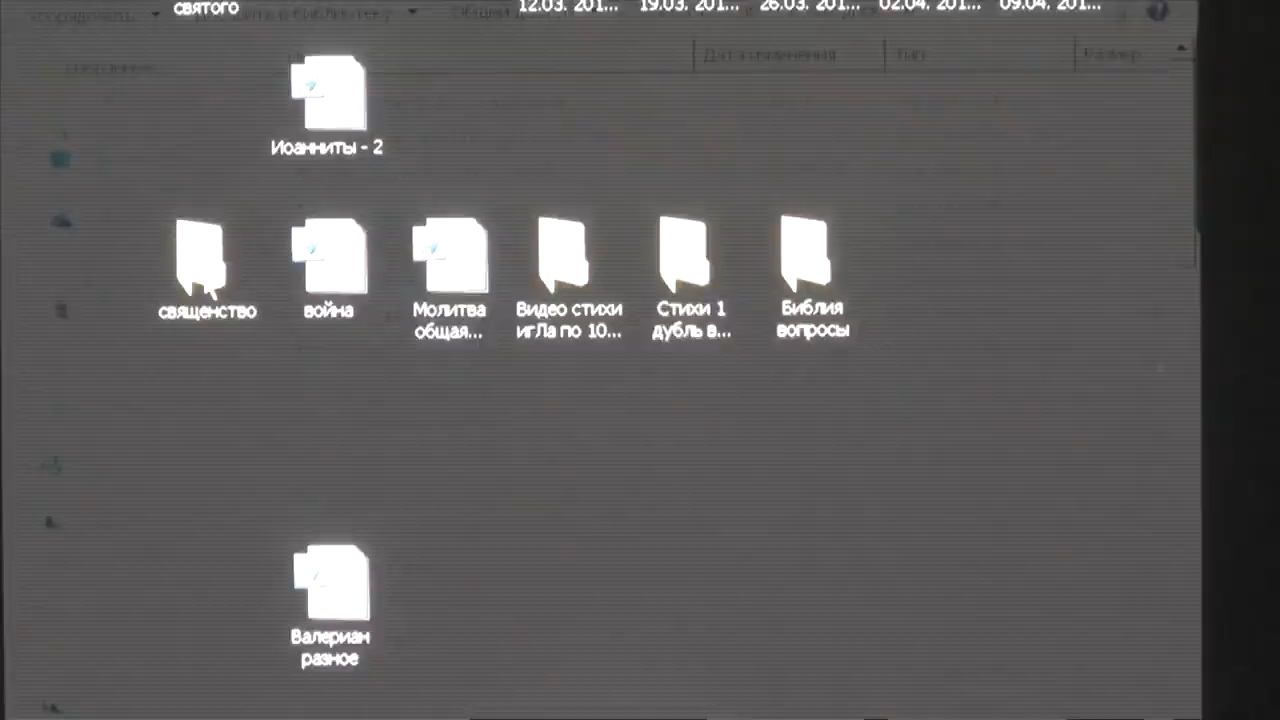 святого
12.03. 201...
19.03. 201...
26.03. 201...
02.04. 201...
09.04. 201...
Дата изменения
Тип
Размер
Иоанниты - 2
священство
война
Молитва
общая...
Видео стихи
игЛа по 10...
Стихи 1
дубль в...
Библия
вопросы
Валериан
разное